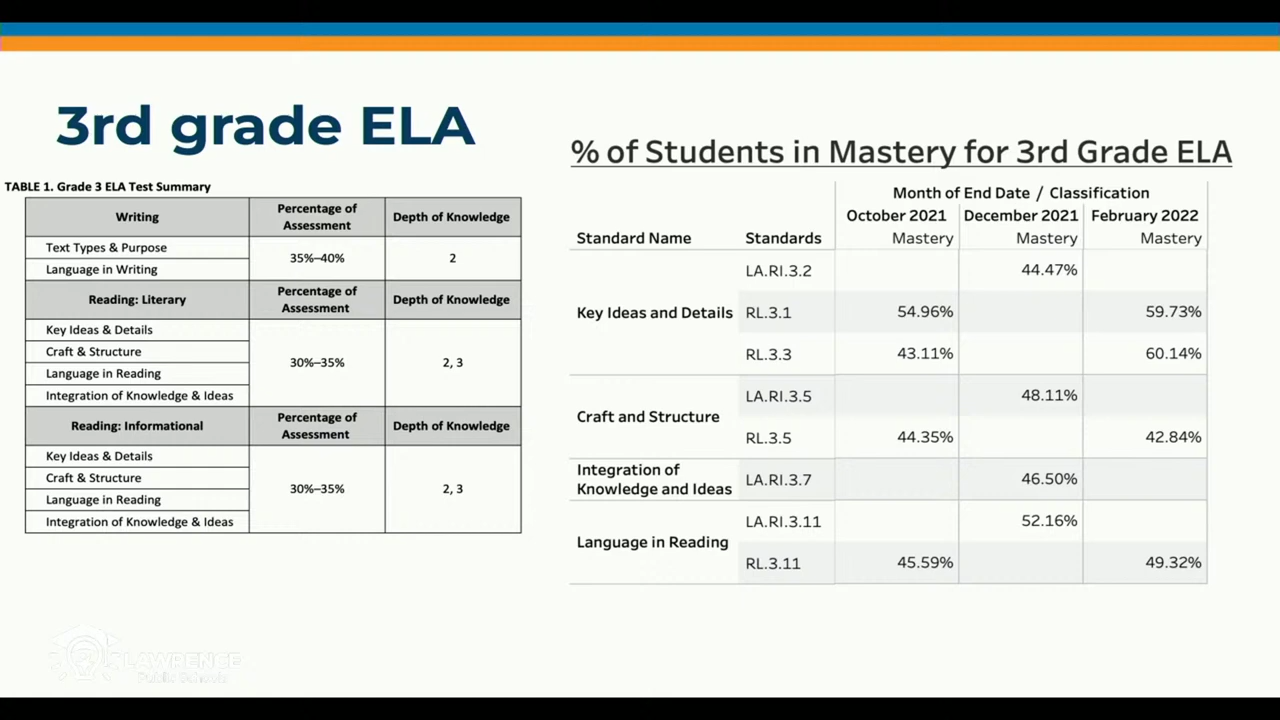 3rd grade ELA
TABLE 1. Grade 3 ELA Test Summary
Writing Percentage of Assessment Depth of Knowledge
Text Types & Purpose 35%–40% 2
Language in Writing
Reading: Literary Percentage of Assessment Depth of Knowledge
Key Ideas & Details 30%–35% 2, 3
Craft & Structure
Language in Reading
Integration of Knowledge & Ideas
Reading: Informational Percentage of Assessment Depth of Knowledge
Key Ideas & Details 30%–35% 2, 3
Craft & Structure
Language in Reading
Integration of Knowledge & Ideas
% of Students in Mastery for 3rd Grade ELA
Month of End Date / Classification
October 2021 December 2021 February 2022
Standard Name Standards Mastery Mastery Mastery
LA.RI.3.2 44.47%
Key Ideas and Details RL.3.1 54.96% 59.73%
RL.3.3 43.11% 60.14%
LA.RI.3.5 48.11%
Craft and Structure
RL.3.5 44.35% 42.84%
Integration of
Knowledge and Ideas LA.RI.3.7 46.50%
LA.RI.3.11 52.16%
Language in Reading
RL.3.11 45.59% 49.32%
LAWRENCE
Public Schools